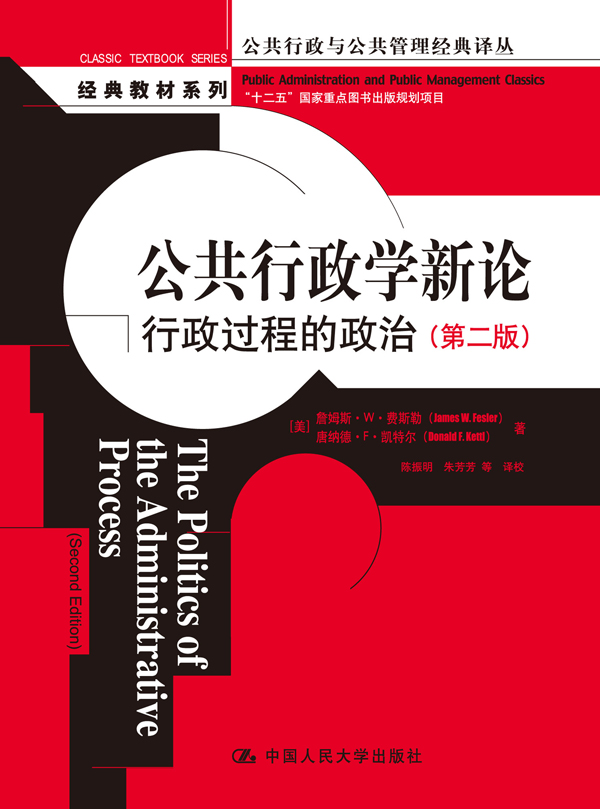 CLASSIC TEXTBOOK SERIES
经典教材系列
公共行政与公共管理经典译丛
Public Administration and Public Management Classics
“十二五”国家重点图书出版规划项目
公共行政学新论
行政过程的政治（第二版）
[美] 詹姆斯·W·费斯勒（James W. Fesler）
唐纳德·F·凯特尔（Donald F. Kettl） 著
陈振明 朱芳芳 等 译校
The Politics of
the Administrative
Process
(Second Edition)
中国人民大学出版社